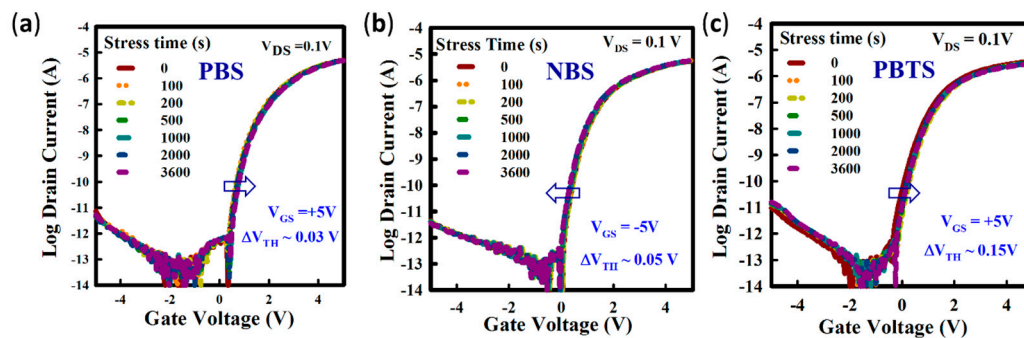 (a)
Log Drain Current (A)
-4
-5
-6
-7
-8
-9
-10
-11
-12
-13
-14
Stress time (s)
0
100
200
500
1000
2000
3600
V_DS =0.1V
PBS
V_GS =+5V
ΔV_TH ~ 0.03 V
-4 -2 0 2 4
Gate Voltage (V)
(b)
Log Drain Current (A)
-4
-5
-6
-7
-8
-9
-10
-11
-12
-13
-14
Stress Time (s)
0
100
200
500
1000
2000
3600
V_DS = 0.1 V
NBS
V_GS = -5V
ΔV_TH ~ 0.05 V
-4 -2 0 2 4
Gate Voltage (V)
(c)
Log Drain Current (A)
-4
-5
-6
-7
-8
-9
-10
-11
-12
-13
-14
Stress time (s)
0
100
200
500
1000
2000
3600
V_DS = 0.1V
PBTS
V_GS =+5V
ΔV_TH ~ 0.15V
-4 -2 0 2 4
Gate Voltage (V)